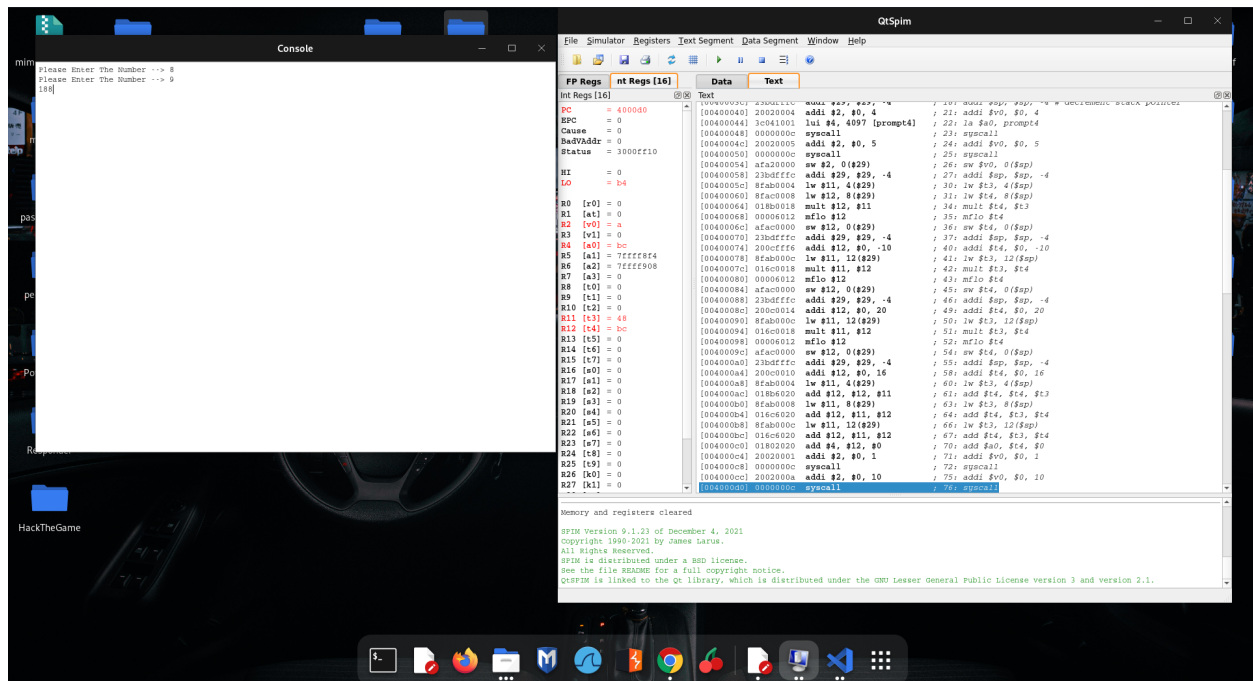 Console
Please Enter The Number --> 8
Please Enter The Number --> 9
188
QtSpim
File Simulator Registers Text Segment Data Segment Window Help
FP Regs nt Regs [16] Data Text
Int Regs [16]
PC = 4000d0
EPC = 0
Cause = 0
BadVAddr = 0
Status = 3000ff10
HI = 0
LO = b4
R0 [r0] = 0
R1 [at] = 0
R2 [v0] = a
R3 [v1] = 0
R4 [a0] = bc
R5 [a1] = 7ffff8f4
R6 [a2] = 7ffff908
R7 [a3] = 0
R8 [t0] = 0
R9 [t1] = 0
R10 [t2] = 0
R11 [t3] = 48
R12 [t4] = bc
R13 [t5] = 0
R14 [t6] = 0
R15 [t7] = 0
R16 [s0] = 0
R17 [s1] = 0
R18 [s2] = 0
R19 [s3] = 0
R20 [s4] = 0
R21 [s5] = 0
R22 [s6] = 0
R23 [s7] = 0
R24 [t8] = 0
R25 [t9] = 0
R26 [k0] = 0
R27 [k1] = 0
Text
[0040003c] 23bdfffc addi $29, $29, -4 ; 18: addi $sp, $sp, -4 # decrement stack pointer
[00400040] 20020004 addi $2, $0, 4 ; 21: addi $v0, $0, 4
[00400044] 3c041001 lui $4, 4097 [prompt4] ; 22: la $a0, prompt4
[00400048] 0000000c syscall ; 23: syscall
[0040004c] 20020005 addi $2, $0, 5 ; 24: addi $v0, $0, 5
[00400050] 0000000c syscall ; 25: syscall
[00400054] afa20000 sw $2, 0($29) ; 26: sw $v0, 0($sp)
[00400058] 23bdfffc addi $29, $29, -4 ; 27: addi $sp, $sp, -4
[0040005c] 8fab0004 lw $11, 4($29) ; 30: lw $t3, 4($sp)
[00400060] 8fac0008 lw $12, 8($29) ; 31: lw $t4, 8($sp)
[00400064] 018b0018 mult $12, $11 ; 34: mult $t4, $t3
[00400068] 00006012 mflo $12 ; 35: mflo $t4
[0040006c] afac0000 sw $12, 0($29) ; 36: sw $t4, 0($sp)
[00400070] 23bdfffc addi $29, $29, -4 ; 37: addi $sp, $sp, -4
[00400074] 200cfff6 addi $12, $0, -10 ; 40: addi $t4, $0, -10
[00400078] 8fab000c lw $11, 12($29) ; 41: lw $t3, 12($sp)
[0040007c] 016c0018 mult $11, $12 ; 42: mult $t3, $t4
[00400080] 00006012 mflo $12 ; 43: mflo $t4
[00400084] afac0000 sw $12, 0($29) ; 45: sw $t4, 0($sp)
[00400088] 23bdfffc addi $29, $29, -4 ; 46: addi $sp, $sp, -4
[0040008c] 200c0014 addi $12, $0, 20 ; 49: addi $t4, $0, 20
[00400090] 8fab000c lw $11, 12($29) ; 50: lw $t3, 12($sp)
[00400094] 016c0018 mult $11, $12 ; 51: mult $t3, $t4
[00400098] 00006012 mflo $12 ; 52: mflo $t4
[0040009c] afac0000 sw $12, 0($29) ; 54: sw $t4, 0($sp)
[004000a0] 23bdfffc addi $29, $29, -4 ; 55: addi $sp, $sp, -4
[004000a4] 200c0010 addi $12, $0, 16 ; 58: addi $t4, $0, 16
[004000a8] 8fab0004 lw $11, 4($29) ; 60: lw $t3, 4($sp)
[004000ac] 018b6020 add $12, $12, $11 ; 61: add $t4, $t4, $t3
[004000b0] 8fab0008 lw $11, 8($29) ; 63: lw $t3, 8($sp)
[004000b4] 016c6020 add $12, $11, $12 ; 64: add $t4, $t3, $t4
[004000b8] 8fab000c lw $11, 12($29) ; 66: lw $t3, 12($sp)
[004000bc] 016c6020 add $12, $11, $12 ; 67: add $t4, $t3, $t4
[004000c0] 01802020 add $4, $12, $0 ; 70: add $a0, $t4, $0
[004000c4] 20020001 addi $2, $0, 1 ; 71: addi $v0, $0, 1
[004000c8] 0000000c syscall ; 72: syscall
[004000cc] 2002000a addi $2, $0, 10 ; 75: addi $v0, $0, 10
[004000d0] 0000000c syscall ; 76: syscall
Memory and registers cleared
SPIM Version 9.1.23 of December 4, 2021
Copyright 1990-2021 by James Larus.
All Rights Reserved.
SPIM is distributed under a BSD license.
See the file README for a full copyright notice.
QtSPIM is linked to the Qt library, which is distributed under the GNU Lesser General Public License version 3 and version 2.1.
HackTheGame